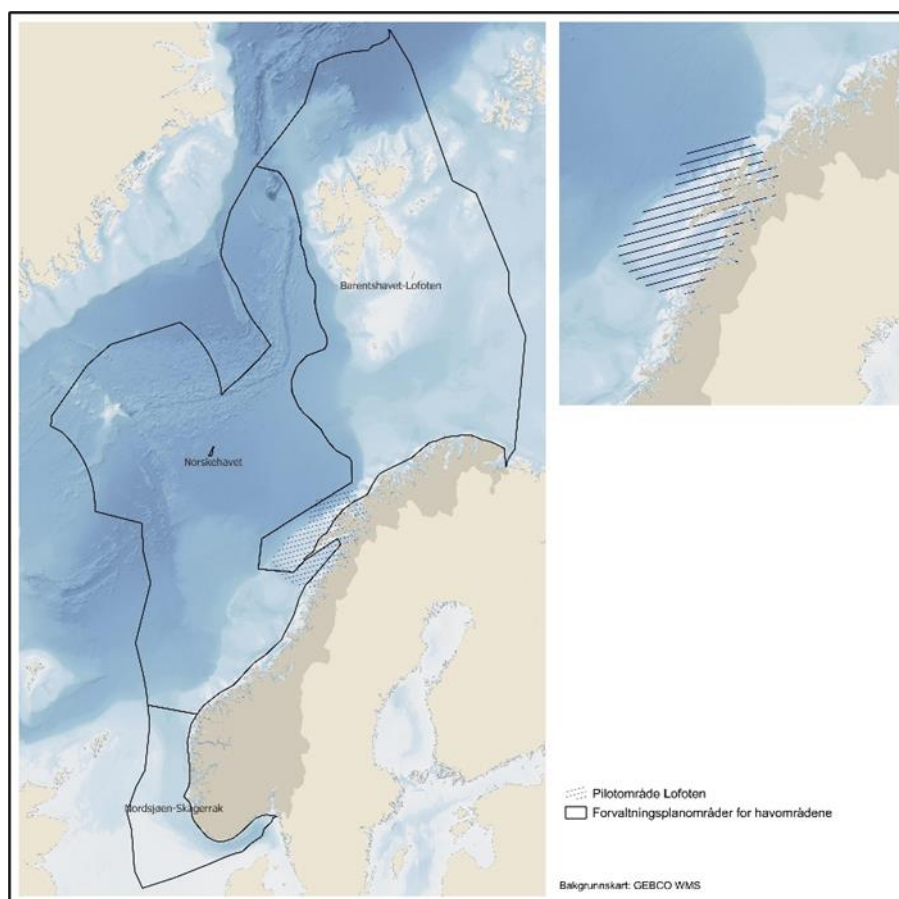 Barentshavet-Lofoten
Norskehavet
Nordsjøen-Skagerrak
Pilotområde Lofoten
Forvaltningsplanområder for havområdene
Bakgrunnskart: GEBCO WMS